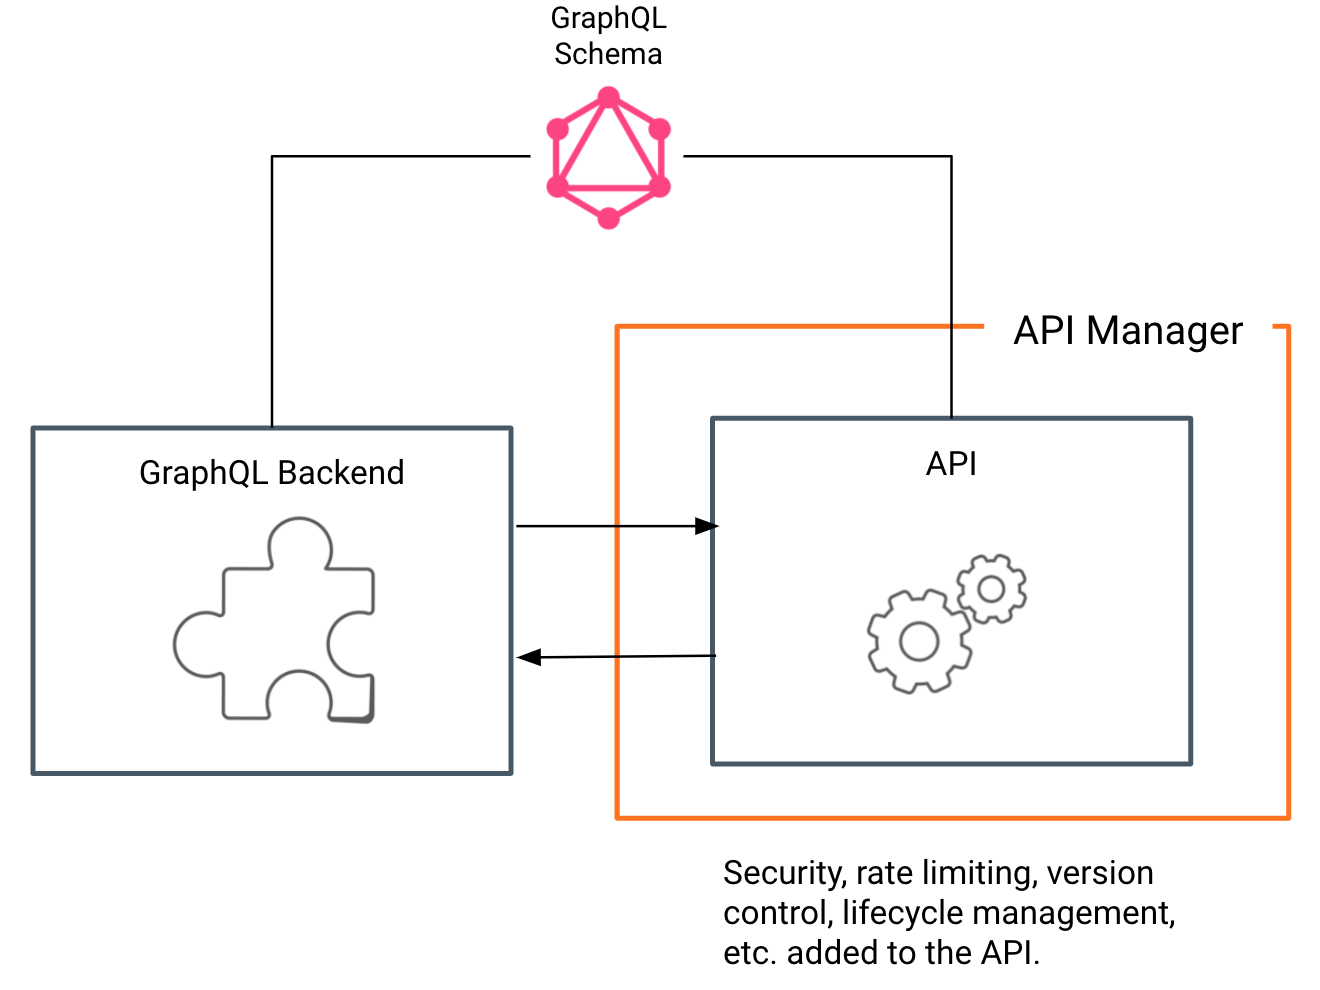 GraphQL
Schema
API Manager
GraphQL Backend
API
Security, rate limiting, version
control, lifecycle management,
etc. added to the API.